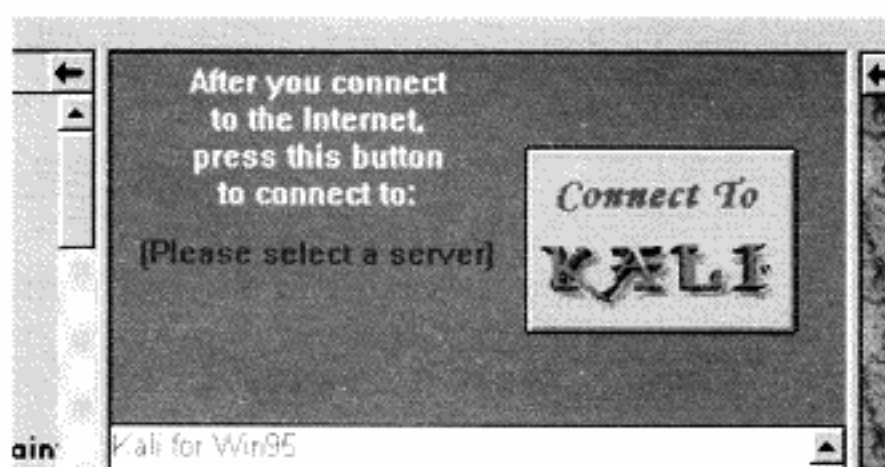 After you connect
to the Internet,
press this button
to connect to:
(Please select a server)
Connect To
KALI
Kali for Win95